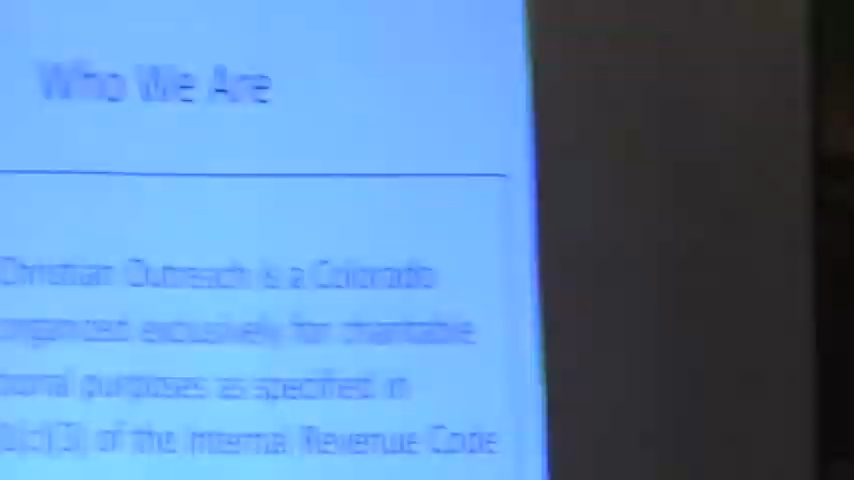 Who We Are
Christian Outreach is a Colorado
organized exclusively for charitable
purposes as specified in
of the Internal Revenue Code